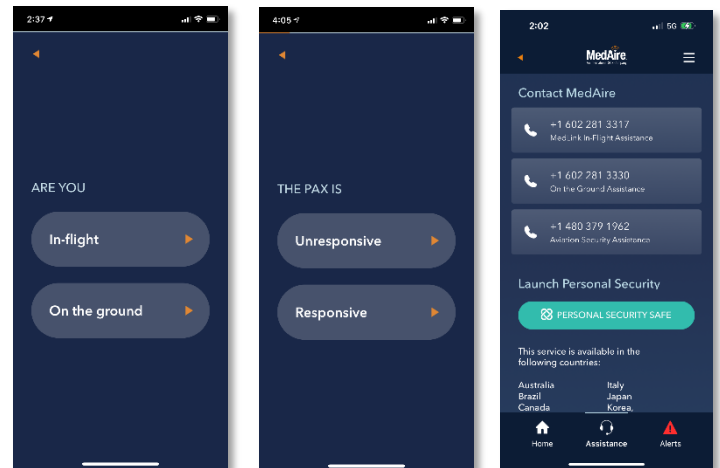 2:37
ARE YOU
In-flight
On the ground
4:05
THE PAX IS
Unresponsive
Responsive
2:02
5G
MedAire
Contact MedAire
+1 602 281 3317
MedLink In-Flight Assistance
+1 602 281 3330
On the Ground Assistance
+1 480 379 1962
Aviation Security Assistance
Launch Personal Security
PERSONAL SECURITY SAFE
This service is available in the
following countries:
Australia Italy
Brazil Japan
Canada Korea,
Home Assistance Alerts